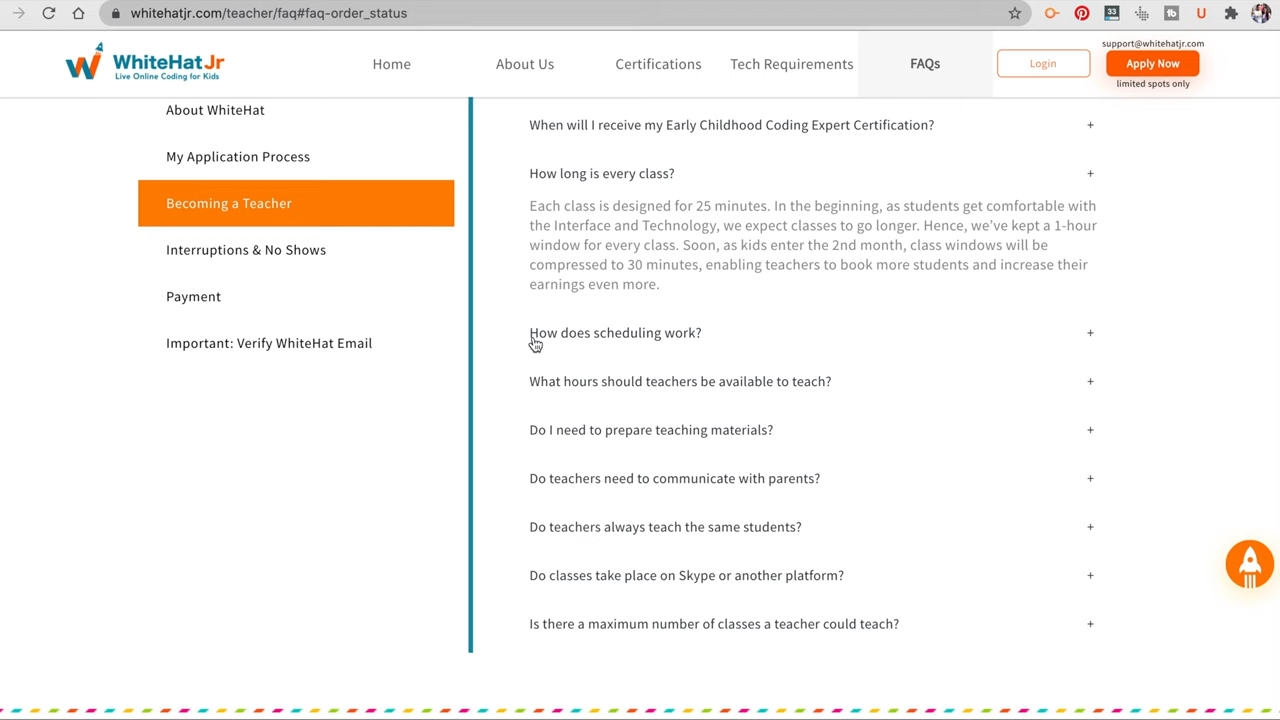 whitehatjr.com/teacher/faq#faq-order_status
33
WhiteHat Jr
Live Online Coding for Kids
Home
About Us
Certifications
Tech Requirements
FAQs
Login
support@whitehatjr.com
Apply Now
limited spots only
About WhiteHat
My Application Process
Becoming a Teacher
Interruptions & No Shows
Payment
Important: Verify WhiteHat Email
When will I receive my Early Childhood Coding Expert Certification? +
How long is every class? +
Each class is designed for 25 minutes. In the beginning, as students get comfortable with
the Interface and Technology, we expect classes to go longer. Hence, we’ve kept a 1-hour
window for every class. Soon, as kids enter the 2nd month, class windows will be
compressed to 30 minutes, enabling teachers to book more students and increase their
earnings even more.
How does scheduling work? +
What hours should teachers be available to teach? +
Do I need to prepare teaching materials? +
Do teachers need to communicate with parents? +
Do teachers always teach the same students? +
Do classes take place on Skype or another platform? +
Is there a maximum number of classes a teacher could teach? +